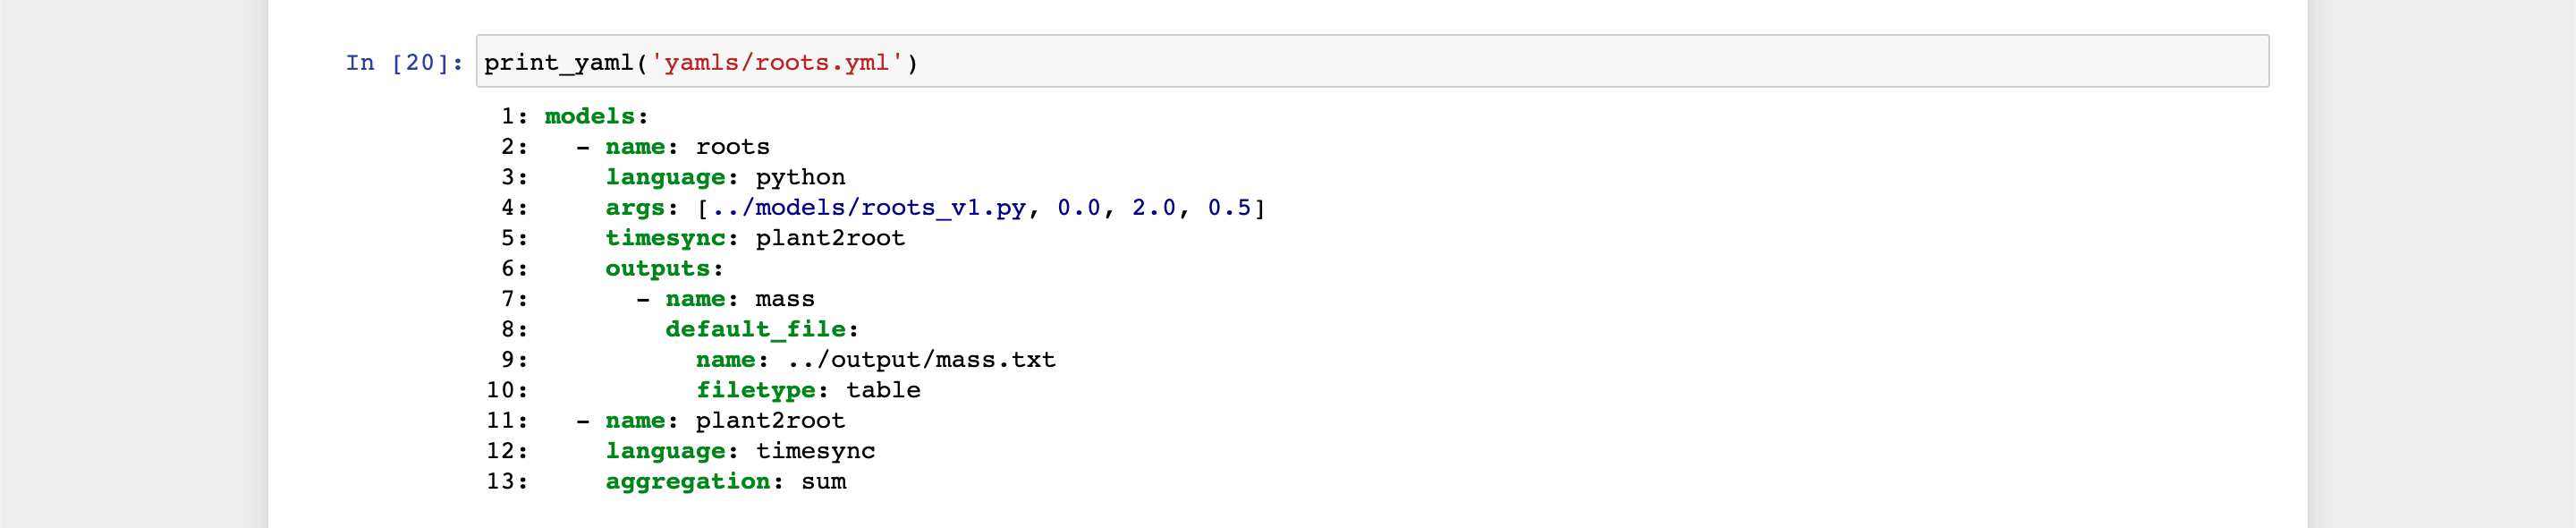 In [20]: print_yaml('yamls/roots.yml')
1: models:
2:   - name: roots
3:     language: python
4:     args: [../models/roots_v1.py, 0.0, 2.0, 0.5]
5:     timesync: plant2root
6:     outputs:
7:       - name: mass
8:         default_file:
9:           name: ../output/mass.txt
10:           filetype: table
11:   - name: plant2root
12:     language: timesync
13:     aggregation: sum